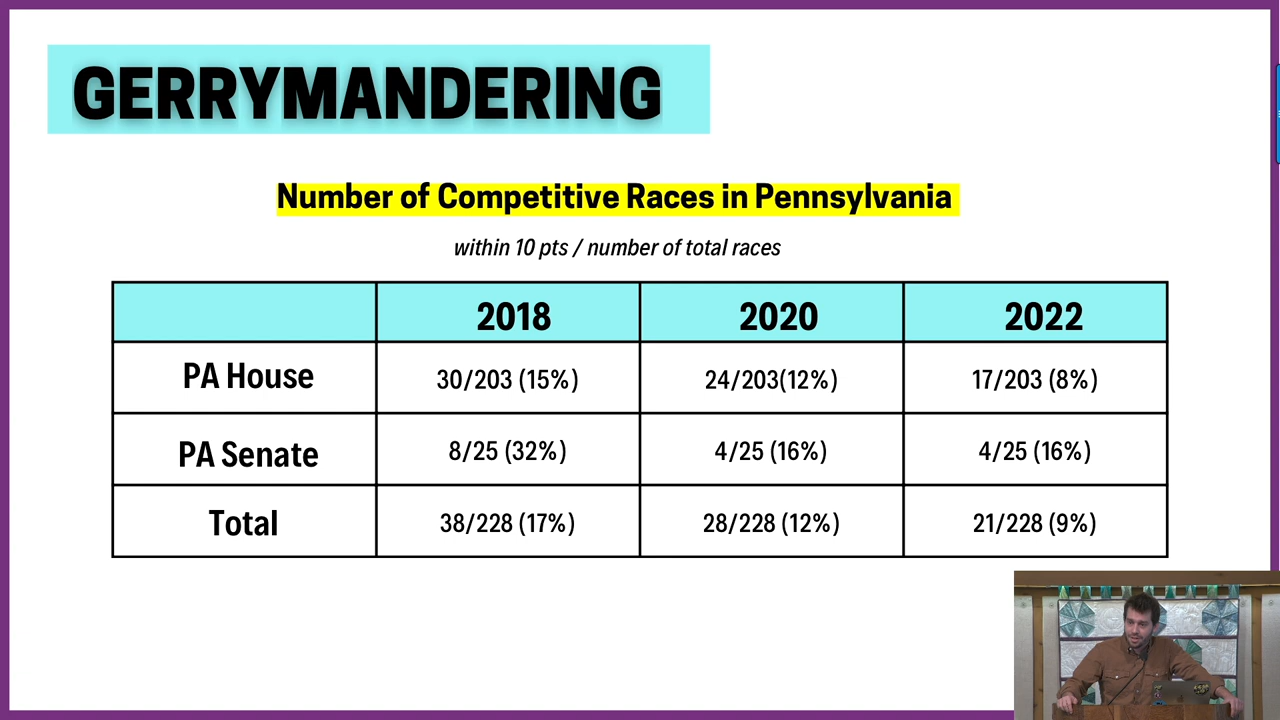 GERRYMANDERING
Number of Competitive Races in Pennsylvania
within 10 pts / number of total races
2018 2020 2022
PA House 30/203 (15%) 24/203(12%) 17/203 (8%)
PA Senate 8/25 (32%) 4/25 (16%) 4/25 (16%)
Total 38/228 (17%) 28/228 (12%) 21/228 (9%)